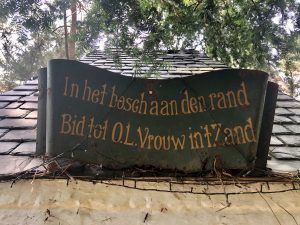 In het bosch aan den rand
Bid tot O.L. Vrouw in 't Zand